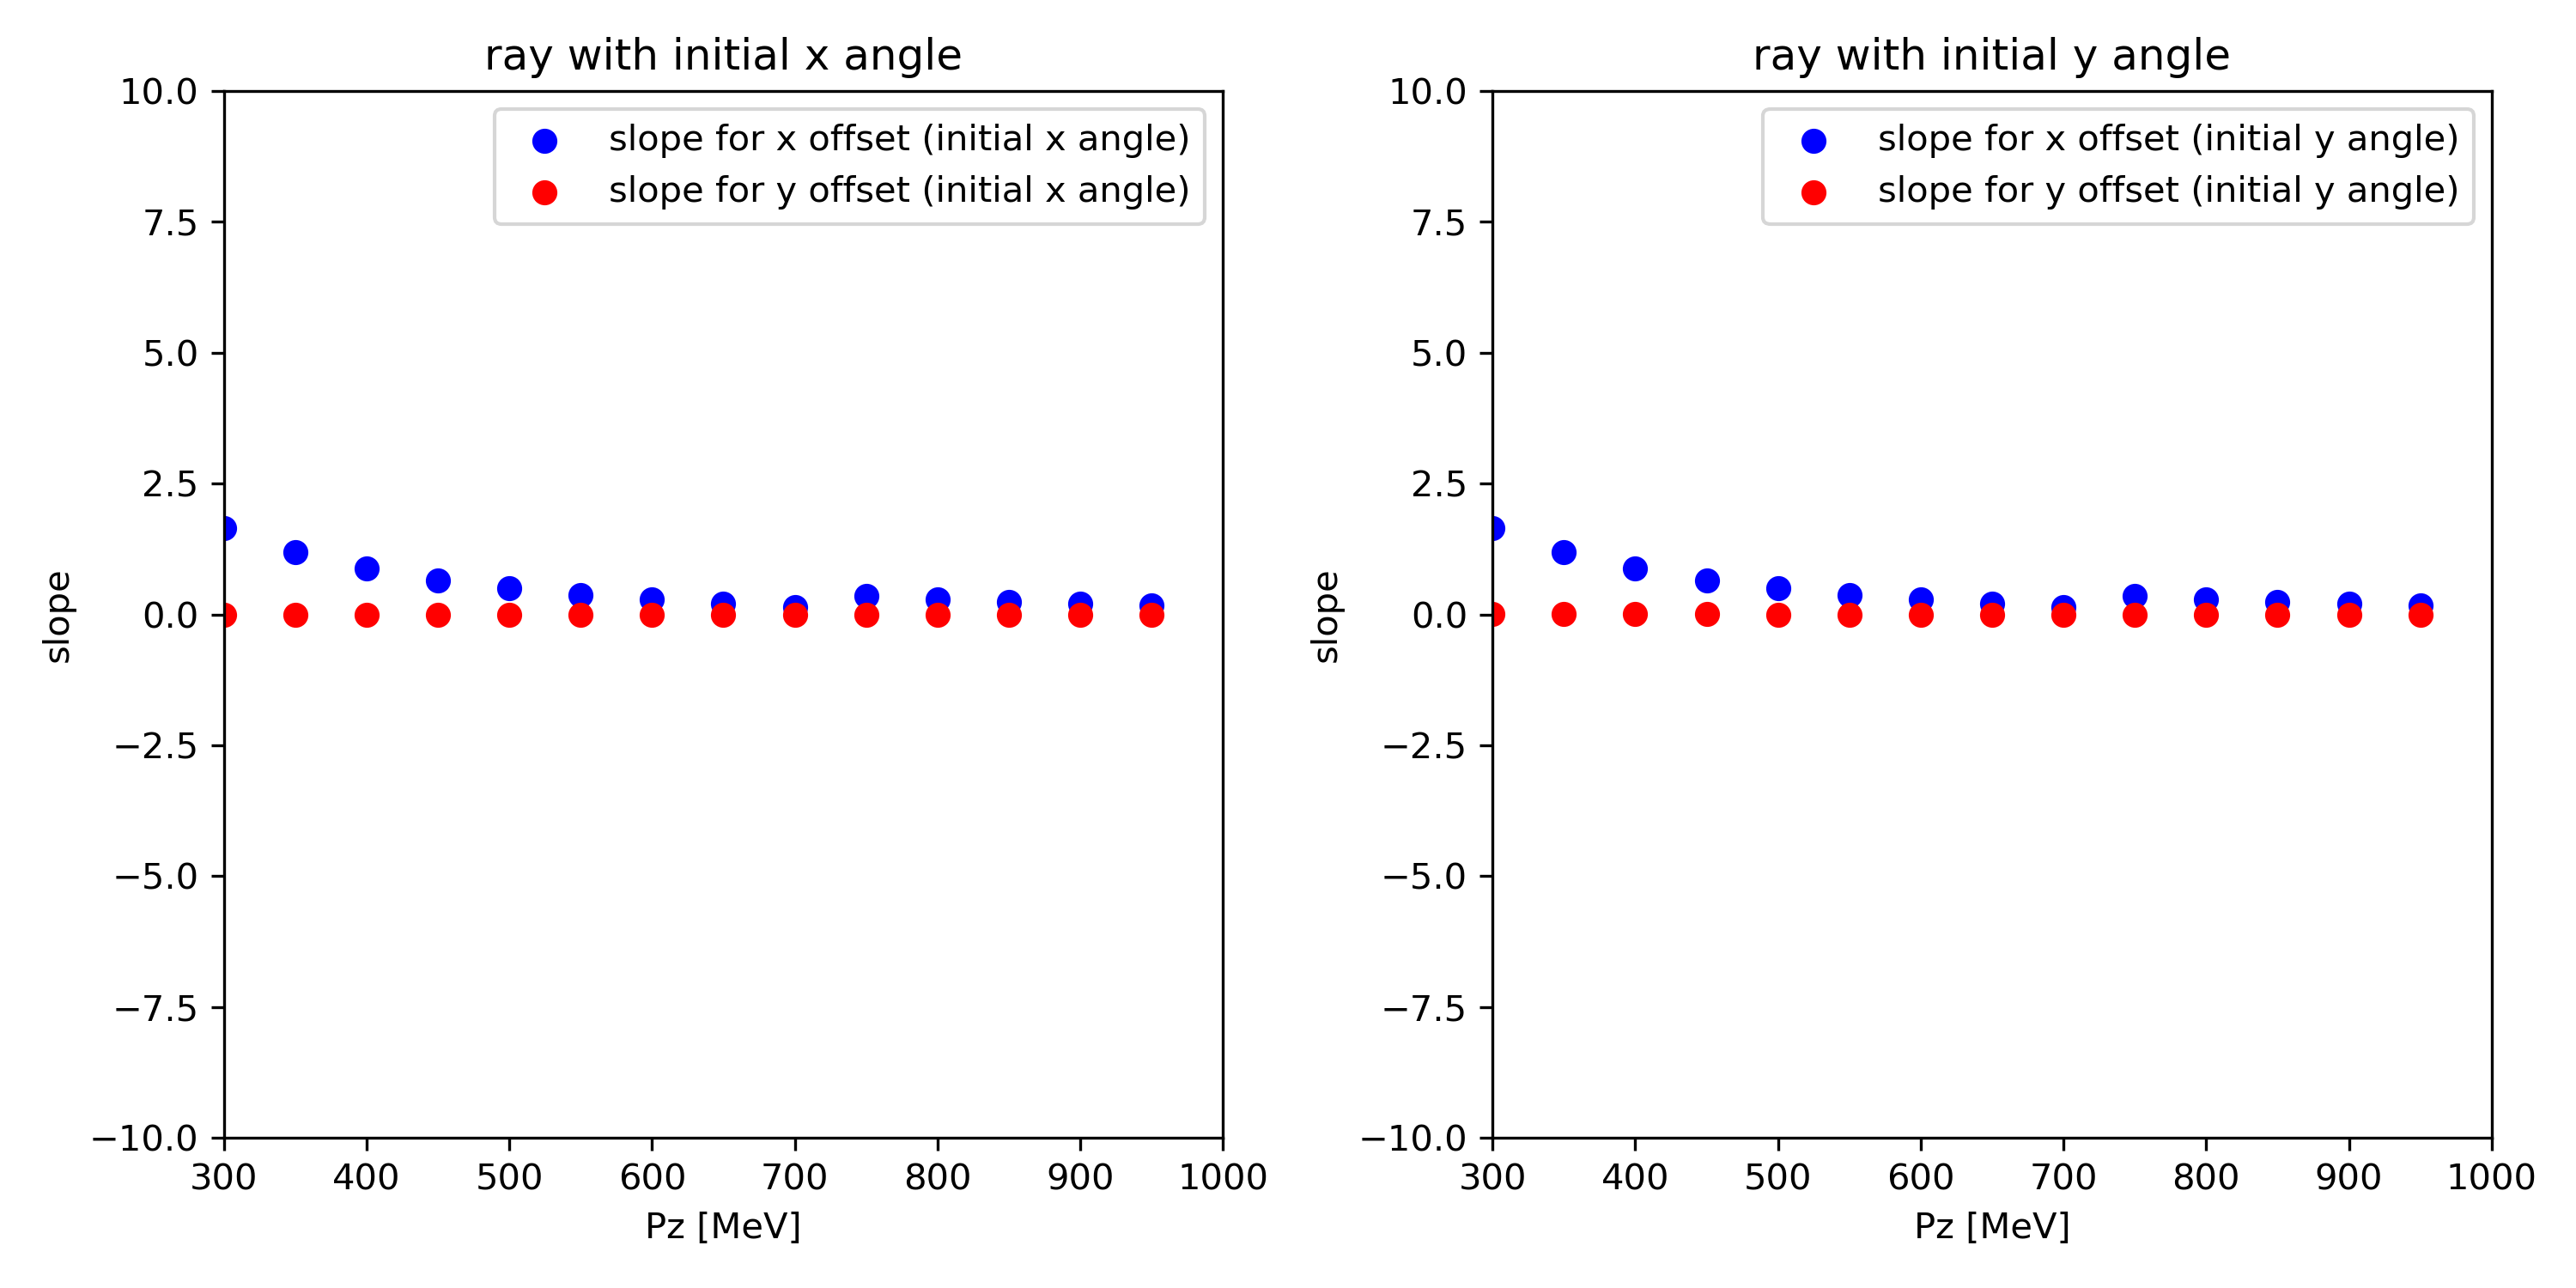 ray with initial x angle
slope for x offset (initial x angle)
slope for y offset (initial x angle)
10.0
7.5
5.0
2.5
0.0
−2.5
−5.0
−7.5
−10.0
slope
300 400 500 600 700 800 900 1000
Pz [MeV]
ray with initial y angle
slope for x offset (initial y angle)
slope for y offset (initial y angle)
10.0
7.5
5.0
2.5
0.0
−2.5
−5.0
−7.5
−10.0
slope
300 400 500 600 700 800 900 1000
Pz [MeV]